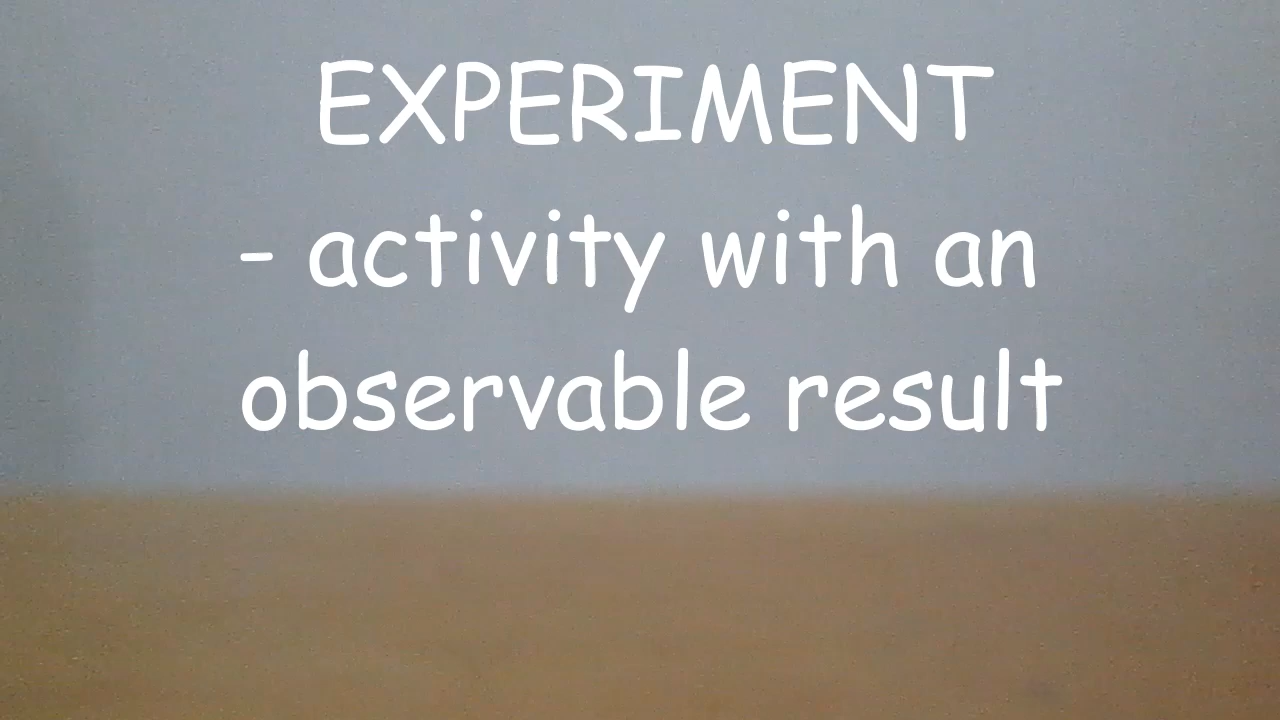 EXPERIMENT
- activity with an
observable result